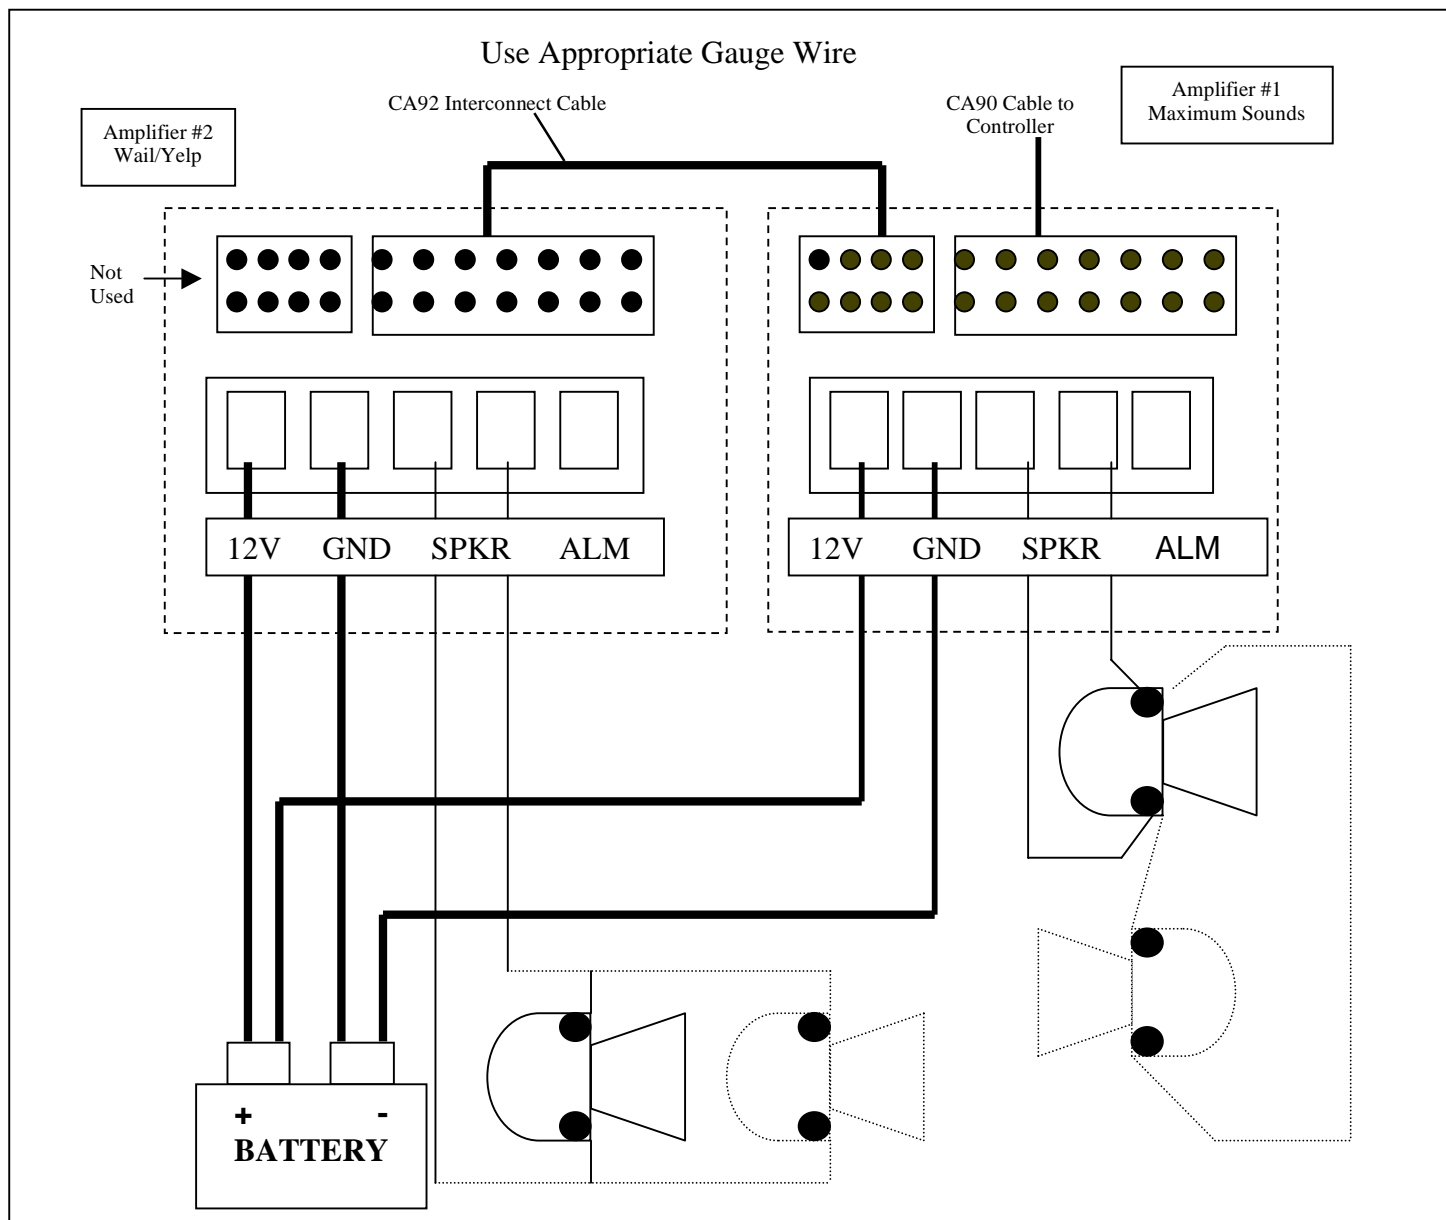 Use Appropriate Gauge Wire
CA92 Interconnect Cable
CA90 Cable to
Controller
Amplifier #1
Maximum Sounds
Amplifier #2
Wail/Yelp
Not
Used
12V GND SPKR ALM
12V GND SPKR ALM
+ -
BATTERY